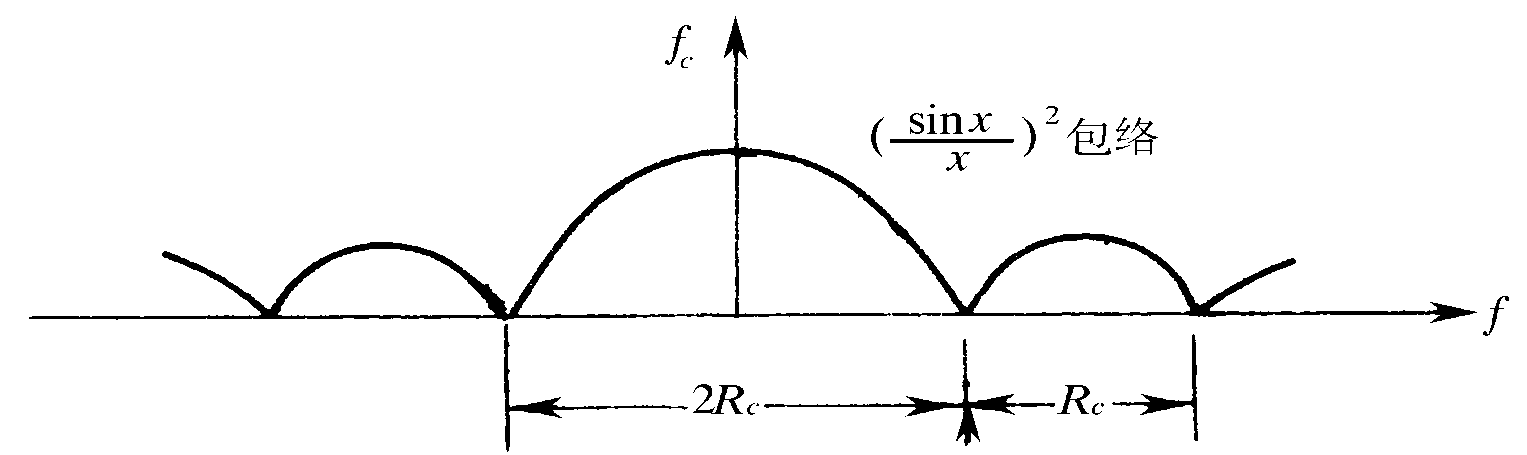 f_c
(sin x / x)² 包络
f
2R_c
R_c